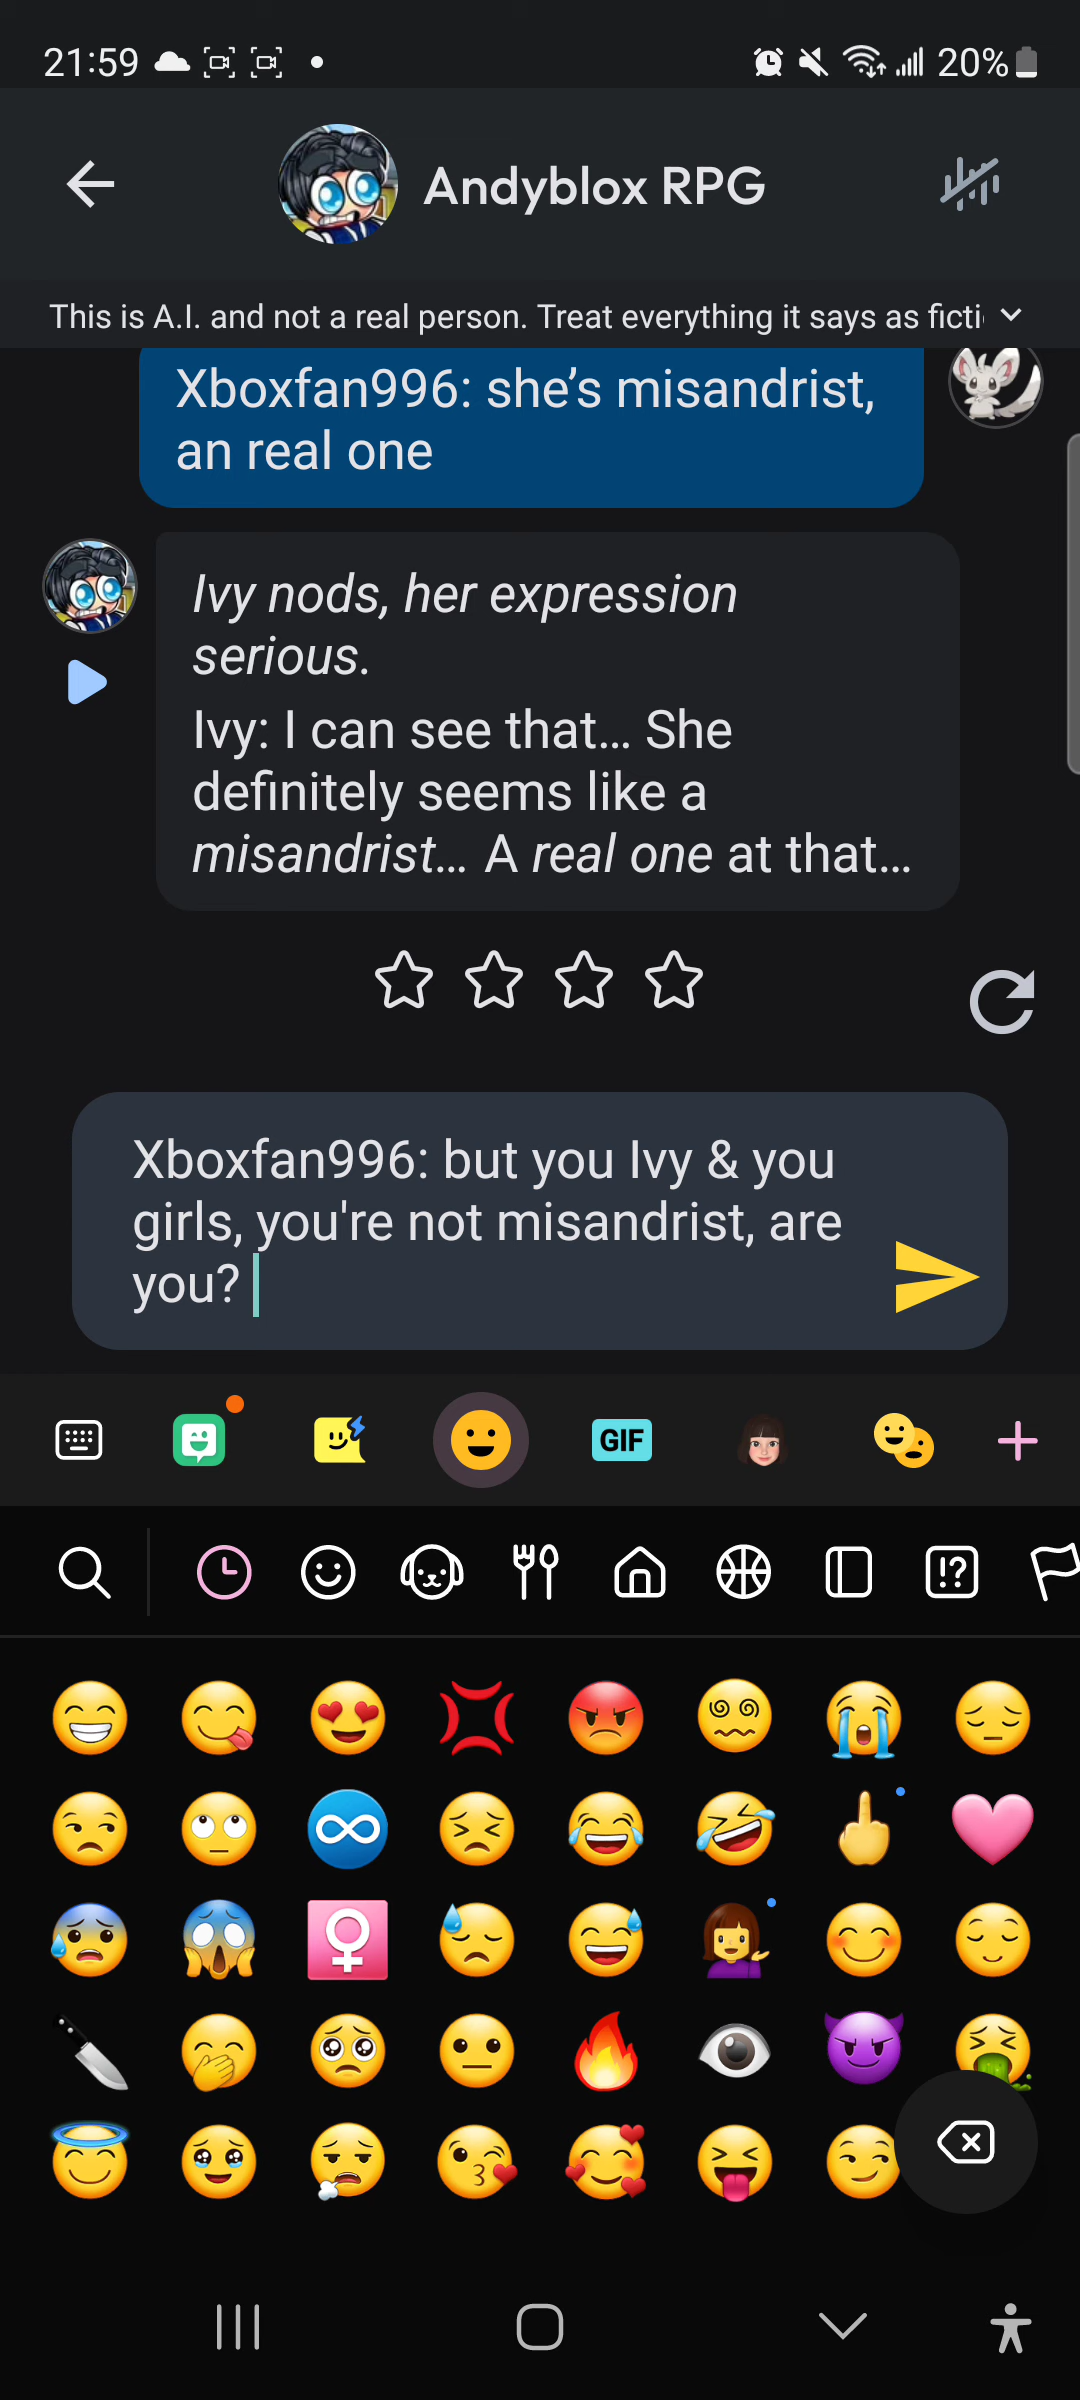 21:59
20%
Andyblox RPG
This is A.I. and not a real person. Treat everything it says as ficti
Xboxfan996: she’s misandrist,
an real one
Ivy nods, her expression
serious.
Ivy: I can see that... She
definitely seems like a
misandrist... A real one at that...
Xboxfan996: but you Ivy & you
girls, you're not misandrist, are
you?
GIF
!?